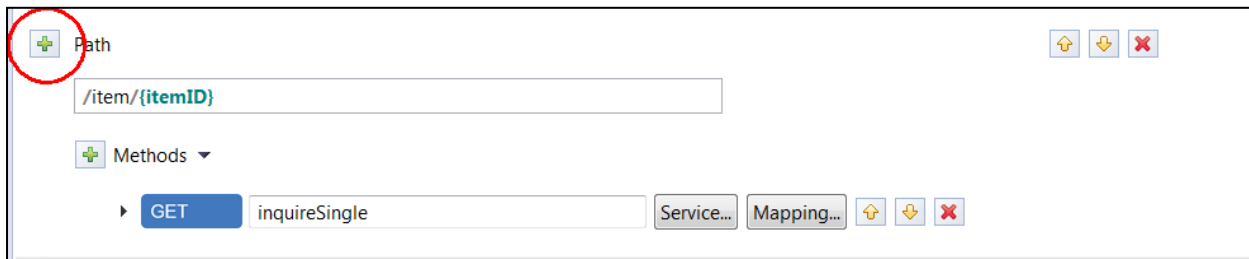 Path
/item/{itemID}
Methods
GET inquireSingle Service... Mapping...